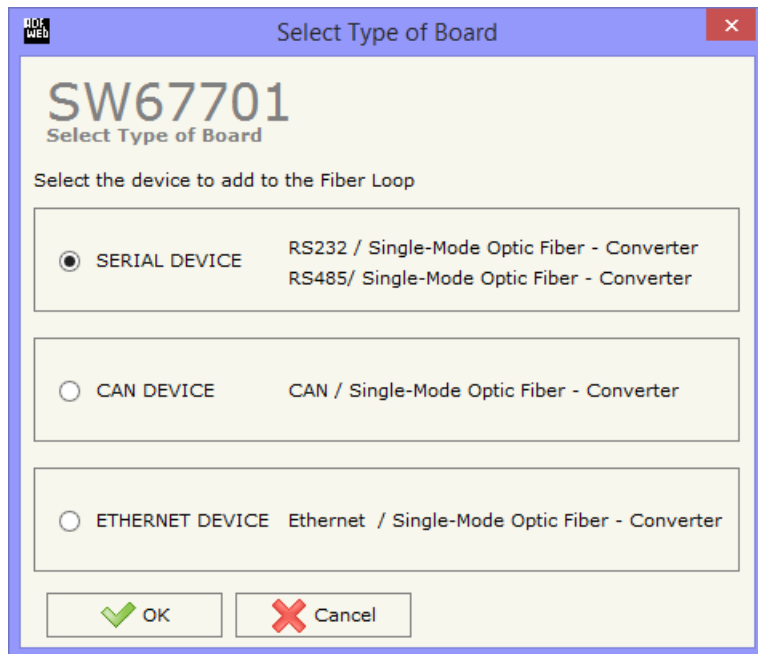 ADF
WEB
Select Type of Board
SW67701
Select Type of Board
Select the device to add to the Fiber Loop
SERIAL DEVICE
RS232 / Single-Mode Optic Fiber - Converter
RS485/ Single-Mode Optic Fiber - Converter
CAN DEVICE
CAN / Single-Mode Optic Fiber - Converter
ETHERNET DEVICE
Ethernet  / Single-Mode Optic Fiber - Converter
OK
Cancel